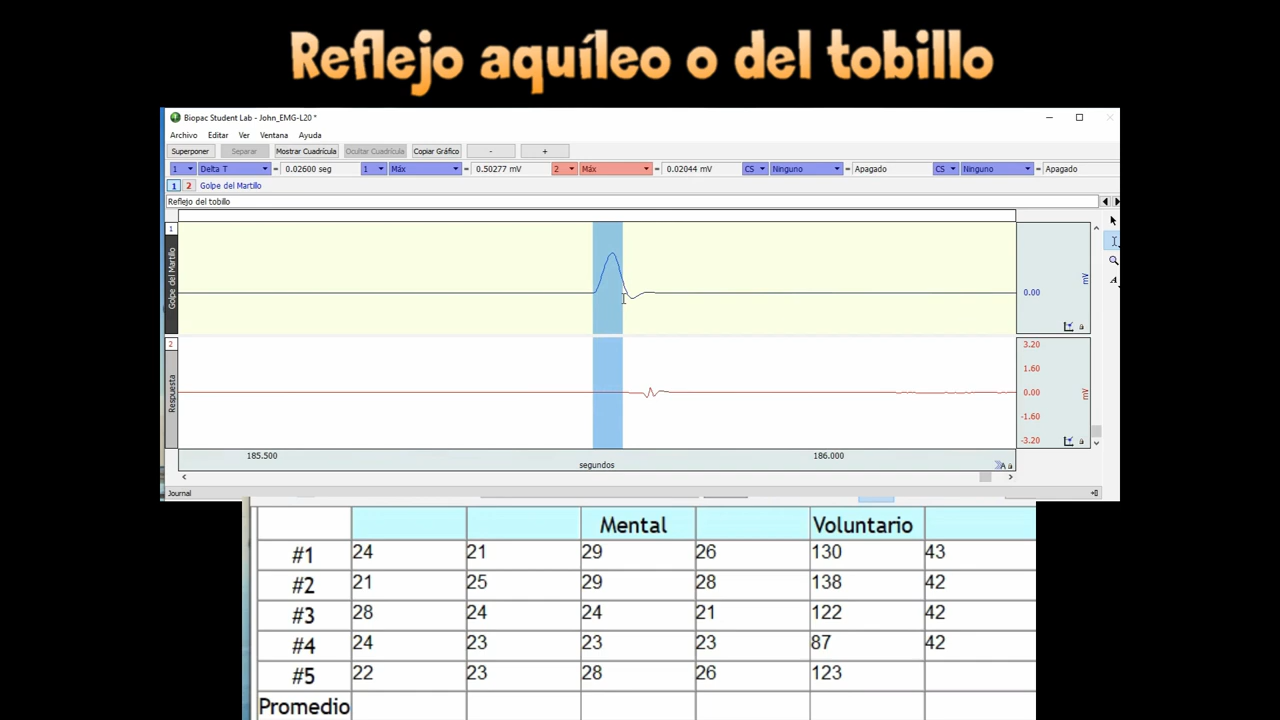 Reflejo aquíleo o del tobillo
Biopac Student Lab - John_EMG-L20 *
Archivo Editar Ver Ventana Ayuda
Superponer Separar Mostrar Cuadrícula Ocultar Cuadrícula Copiar Gráfico - +
1 Delta T = 0.02600 seg 1 Máx = 0.50277 mV 2 Máx = 0.02044 mV CS Ninguno = Apagado CS Ninguno = Apagado
1 2 Golpe del Martillo
Reflejo del tobillo
1
Golpe del Martillo
0.00
mV
2
Respuesta
3.20
1.60
0.00
-1.60
-3.20
mV
185.500 186.000
segundos
Journal
Mental Voluntario
#1 24 21 29 26 130 43
#2 21 25 29 28 138 42
#3 28 24 24 21 122 42
#4 24 23 23 23 87 42
#5 22 23 28 26 123
Promedio